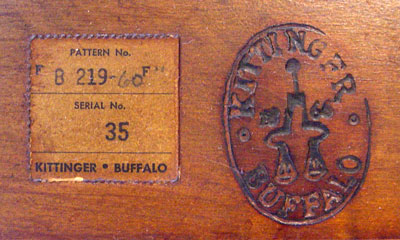 PATTERN No.
"B 219-60"
SERIAL No.
35
KITTINGER • BUFFALO
KITTINGER
BUFFALO